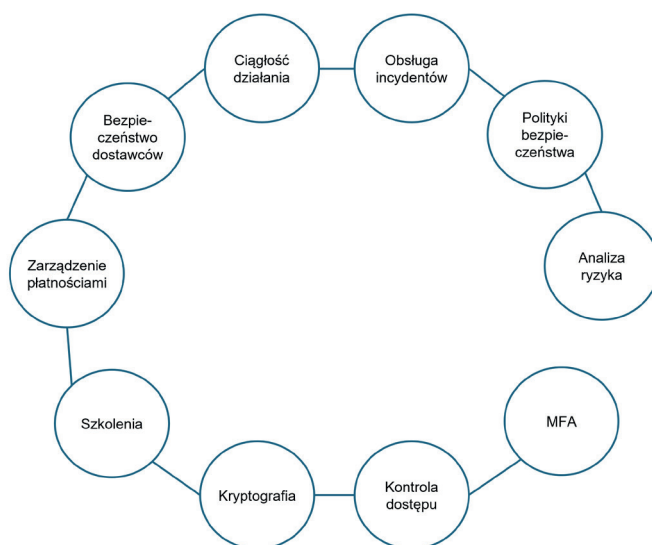 Ciągłość
działania
Obsługa
incydentów
Bezpie-
czeństwo
dostawców
Polityki
bezpie-
czeństwa
Zarządzenie
płatnościami
Analiza
ryzyka
Szkolenia
MFA
Kryptografia
Kontrola
dostępu